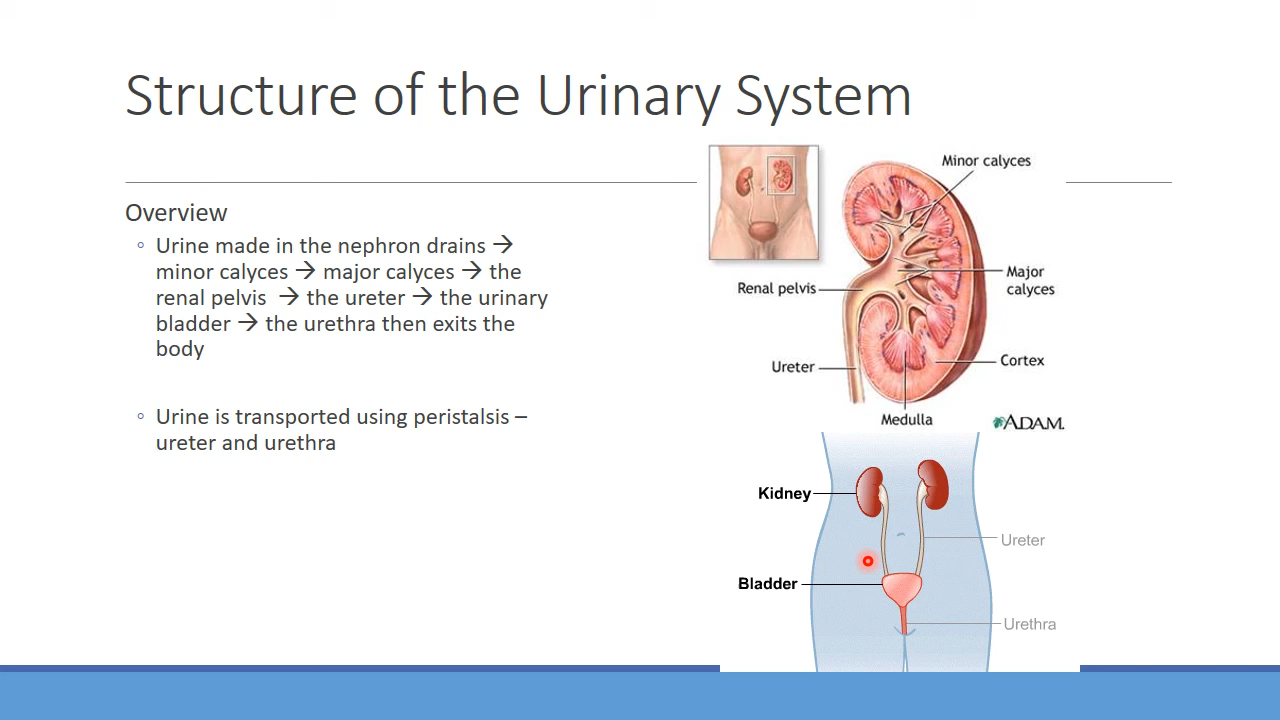 Structure of the Urinary System
Overview
◦ Urine made in the nephron drains →
minor calyces → major calyces → the
renal pelvis → the ureter → the urinary
bladder → the urethra then exits the
body
◦ Urine is transported using peristalsis –
ureter and urethra
Minor calyces
Renal pelvis
Major
calyces
Ureter
Cortex
Medulla
ADAM.
Kidney
Ureter
Bladder
Urethra